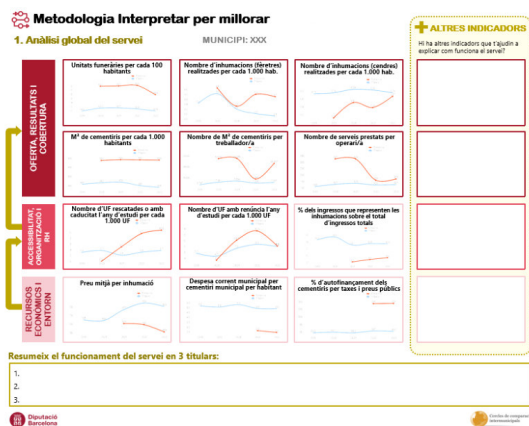 Metodologia Interpretar per millorar
1. Anàlisi global del servei
MUNICIPI: XXX
ALTRES INDICADORS
Hi ha altres indicadors que t'ajudin a
explicar com funciona el servei?
OFERTA, RESULTATS I
COBERTURA
Unitats funeràries per cada 100
habitants
Nombre d'inhumacions (fèretres)
realitzades per cada 1.000 hab.
Nombre d'inhumacions (cendres)
realitzades per cada 1.000 hab.
M² de cementiris per cada 1.000
habitants
Nombre de M² de cementiris per
treballador/a
Nombre de serveis prestats per
operari/a
ACCESSIBILITAT,
ORGANITZACIÓ I
RH
Nombre d'UF rescatades o amb
caducitat l'any d'estudi per cada
1.000 UF
Nombre d'UF amb renúncia l'any
d'estudi per cada 1.000 UF
% dels ingressos que representen les
inhumacions sobre el total
d'ingressos totals
RECURSOS
ECONÒMICS I
ENTORN
Preu mitjà per inhumació
Despesa corrent municipal per
cementiri municipal per habitant
% d'autofinançament dels
cementiris per taxes i preus públics
Resumeix el funcionament del servei en 3 titulars:
1.
2.
3.
Diputació
Barcelona
Cercles de comparació
intermunicipals